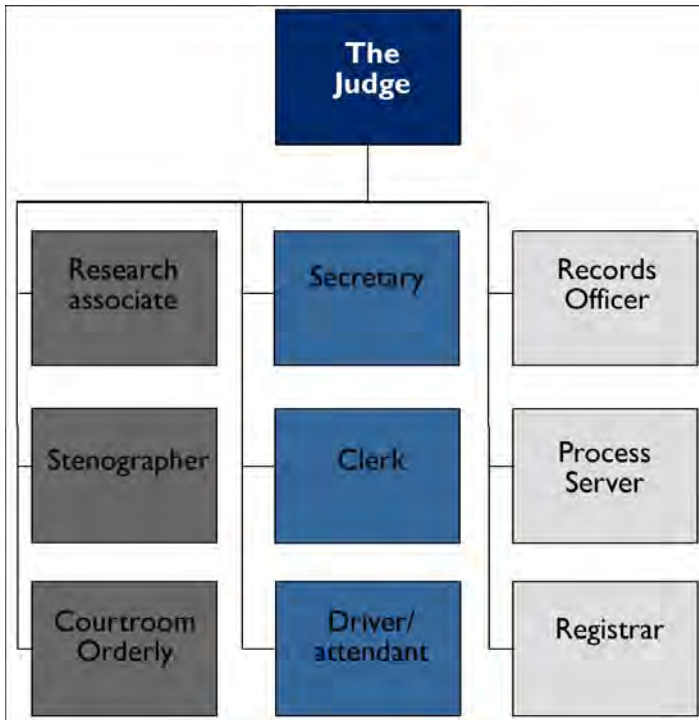 The
Judge
Research
associate
Secretary
Records
Officer
Stenographer
Clerk
Process
Server
Courtroom
Orderly
Driver/
attendant
Registrar